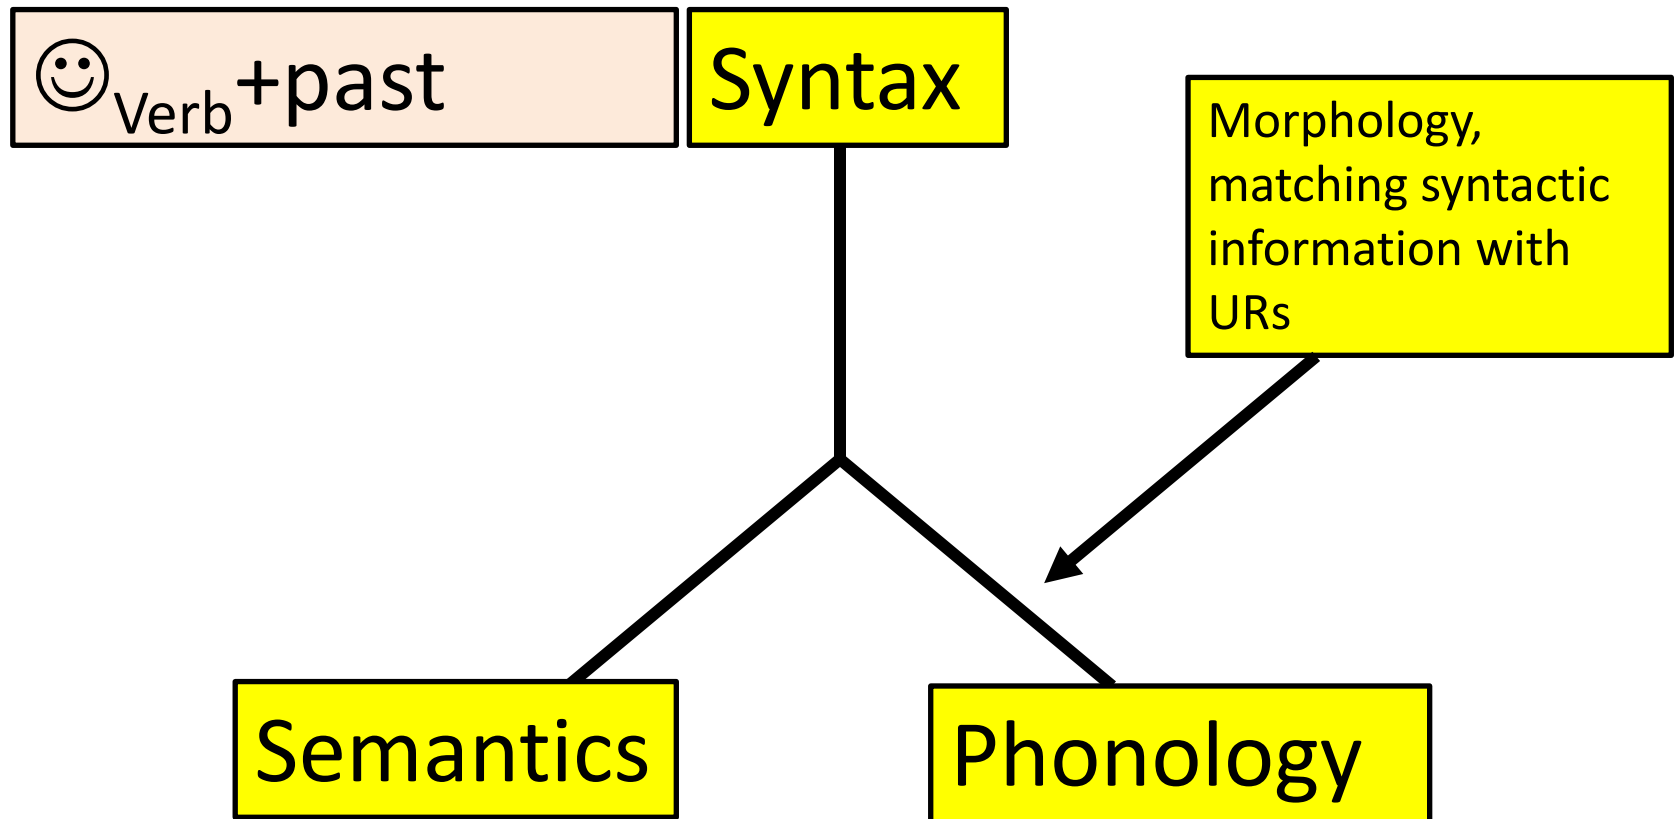 ☺Verb+past
Syntax
Morphology,
matching syntactic
information with
URs
Semantics
Phonology